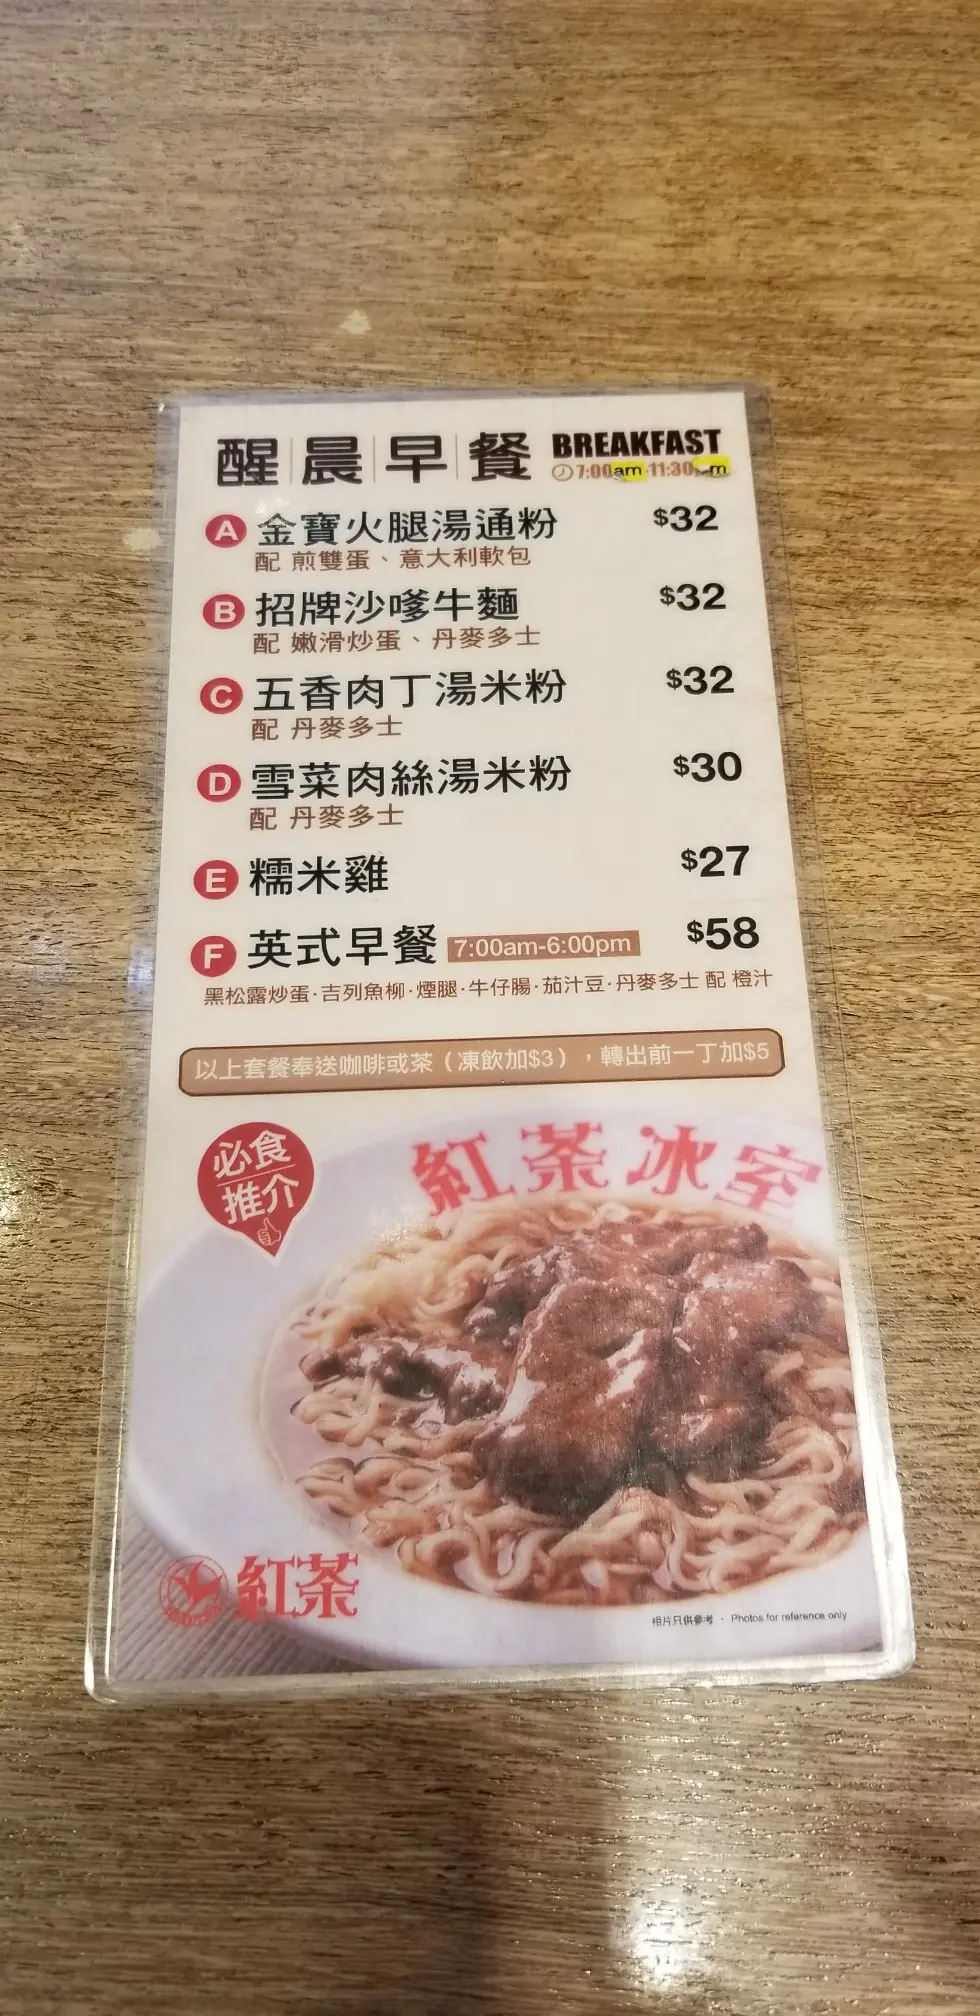 醒晨早餐
BREAKFAST
7:00am-11:30
A 金寶火腿湯通粉 $32
配 煎雙蛋、意大利軟包
B 招牌沙嗲牛麵 $32
配 嫩滑炒蛋、丹麥多士
C 五香肉丁湯米粉 $32
配 丹麥多士
D 雪菜肉絲湯米粉 $30
配 丹麥多士
E 糯米雞 $27
F 英式早餐 7:00am-6:00pm $58
黑松露炒蛋·吉列魚柳·煙腿·牛仔腸·茄汁豆·丹麥多士 配 橙汁
以上套餐奉送咖啡或茶（凍飲加$3），轉出前一丁加$5
必食
推介
紅茶冰室
紅茶
相片只供參考 · Photos for reference only